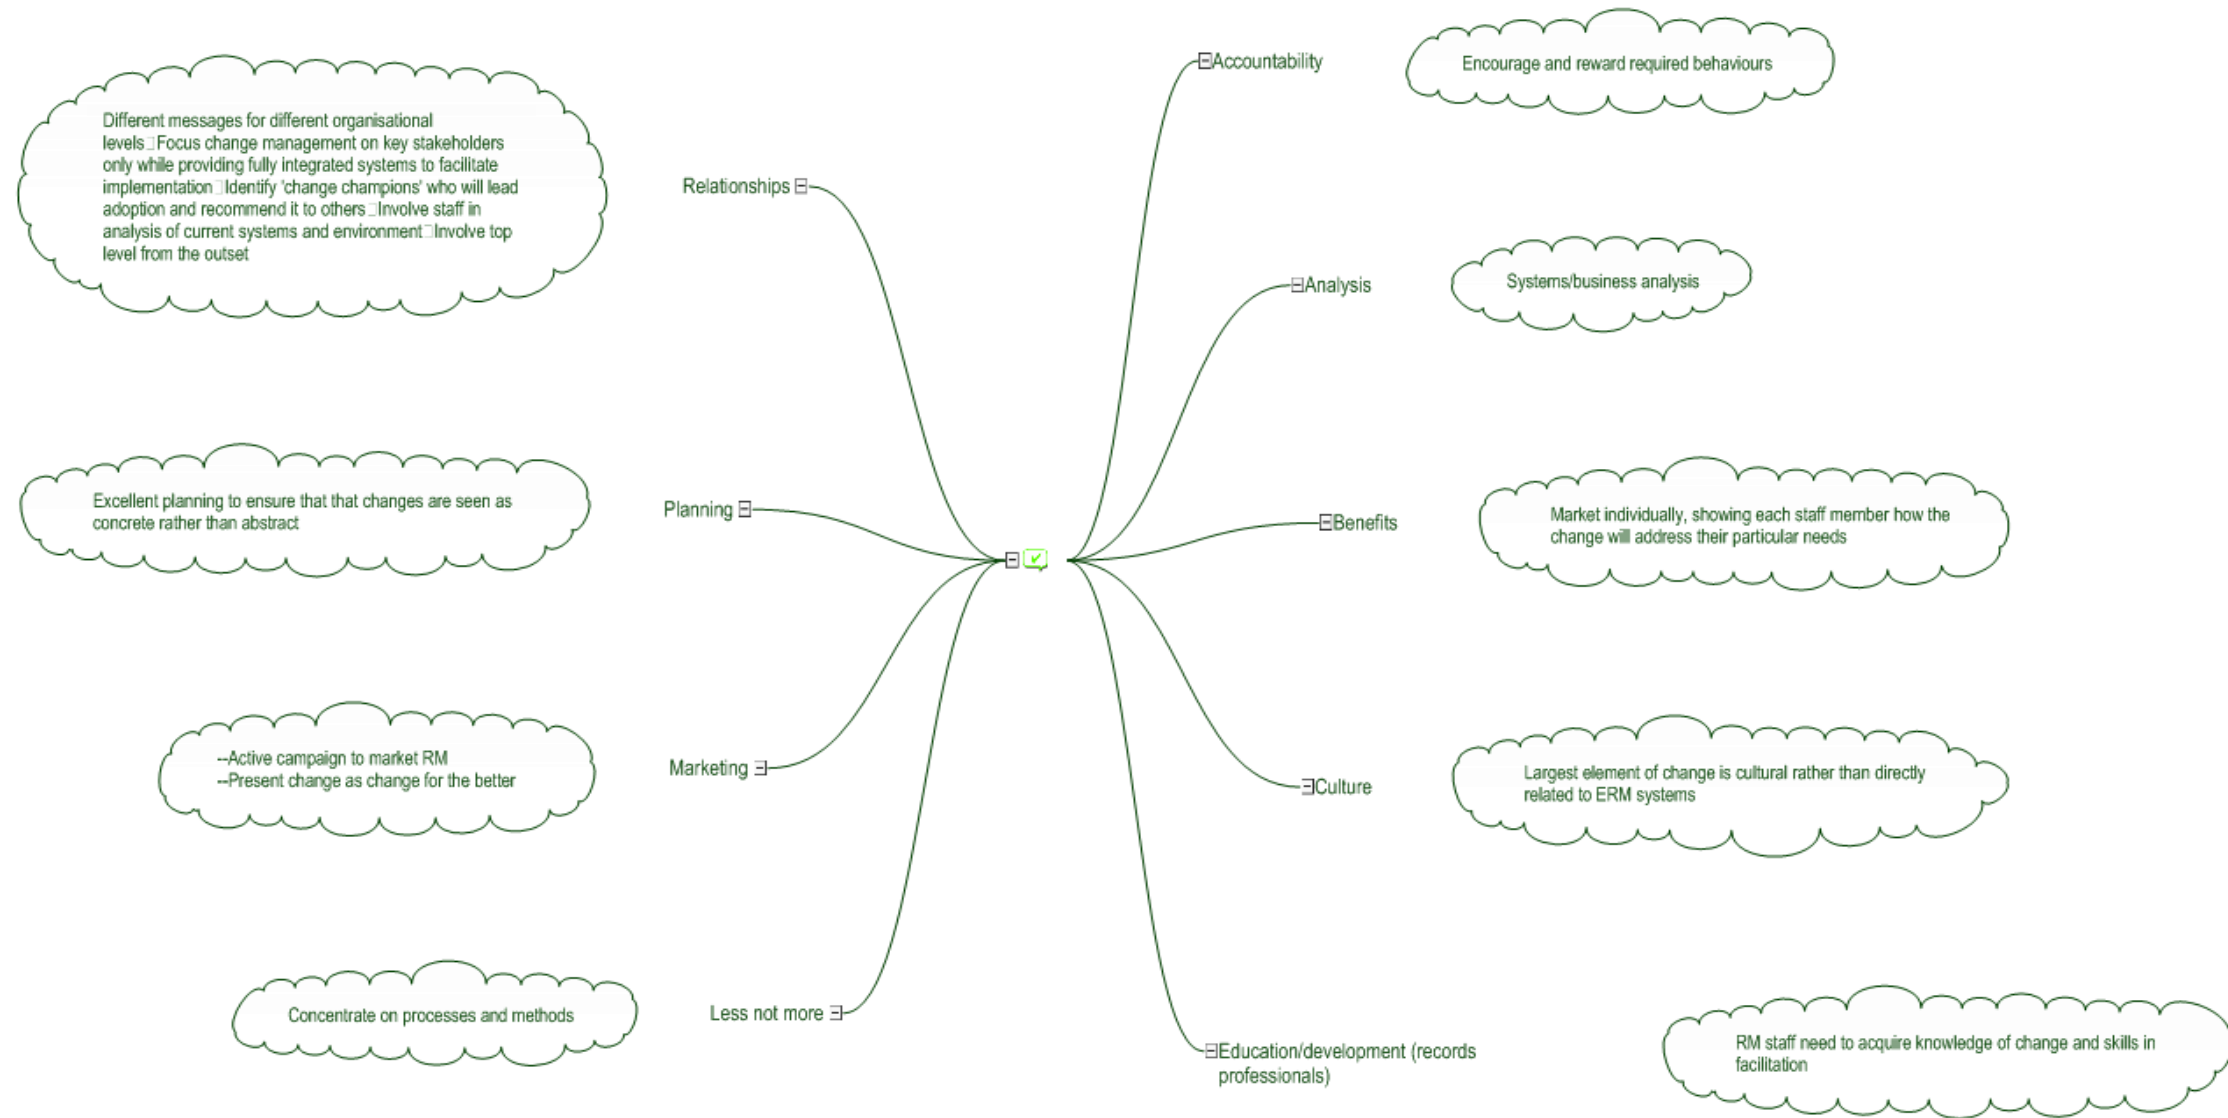 Different messages for different organisational
levels□Focus change management on key stakeholders
only while providing fully integrated systems to facilitate
implementation□Identify 'change champions' who will lead
adoption and recommend it to others □Involve staff in
analysis of current systems and environment□Involve top
level from the outset
Relationships
Excellent planning to ensure that that changes are seen as
concrete rather than abstract
Planning
--Active campaign to market RM
--Present change as change for the better
Marketing
Concentrate on processes and methods
Less not more
Accountability
Encourage and reward required behaviours
Analysis
Systems/business analysis
Benefits
Market individually, showing each staff member how the
change will address their particular needs
Culture
Largest element of change is cultural rather than directly
related to ERM systems
Education/development (records
professionals)
RM staff need to acquire knowledge of change and skills in
facilitation